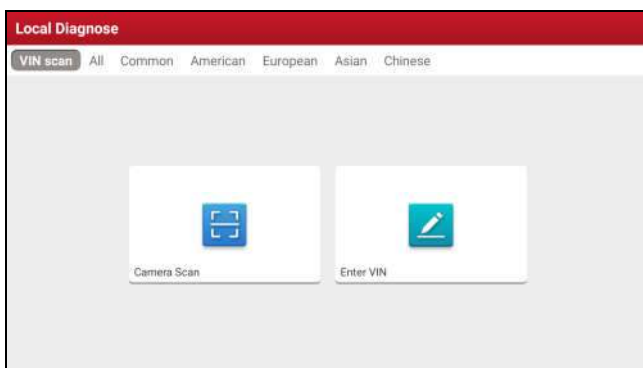 Local Diagnose
VIN scan All Common American European Asian Chinese
Camera Scan Enter VIN